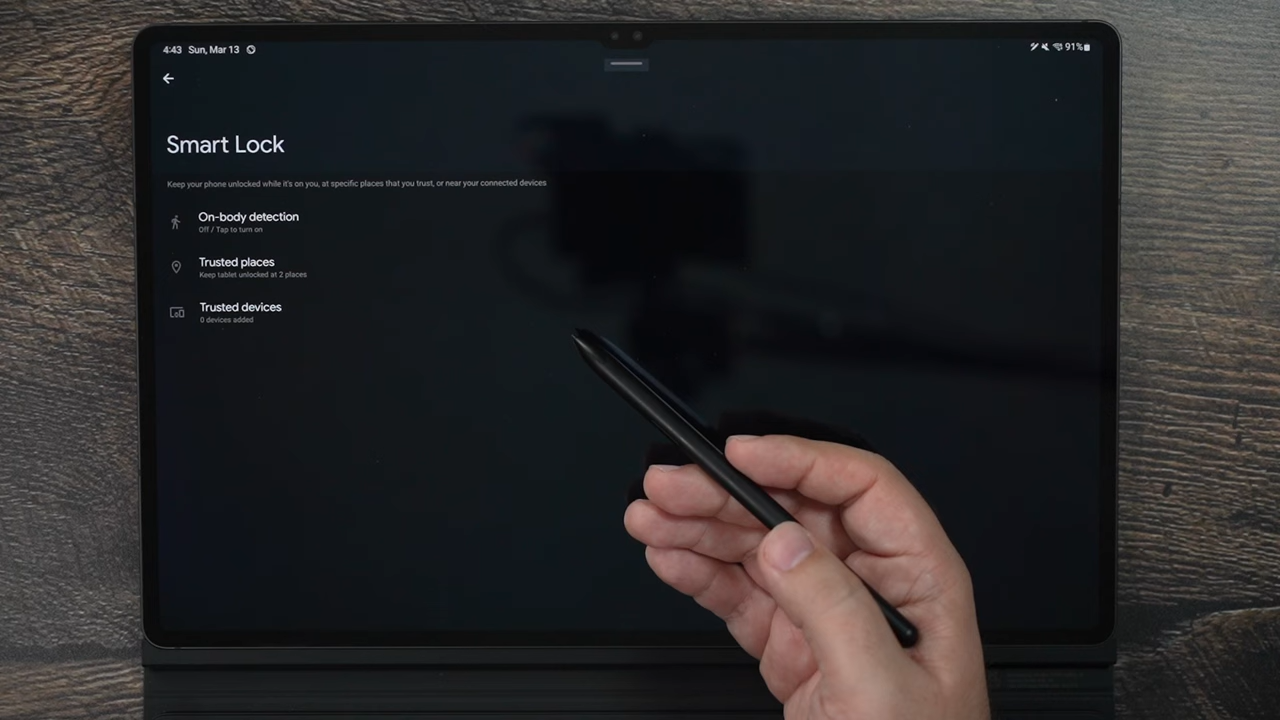 4:43 Sun, Mar 13
91%
Smart Lock
Keep your phone unlocked while it's on you, at specific places that you trust, or near your connected devices
On-body detection
Off / Tap to turn on
Trusted places
Keep tablet unlocked at 2 places
Trusted devices
0 devices added